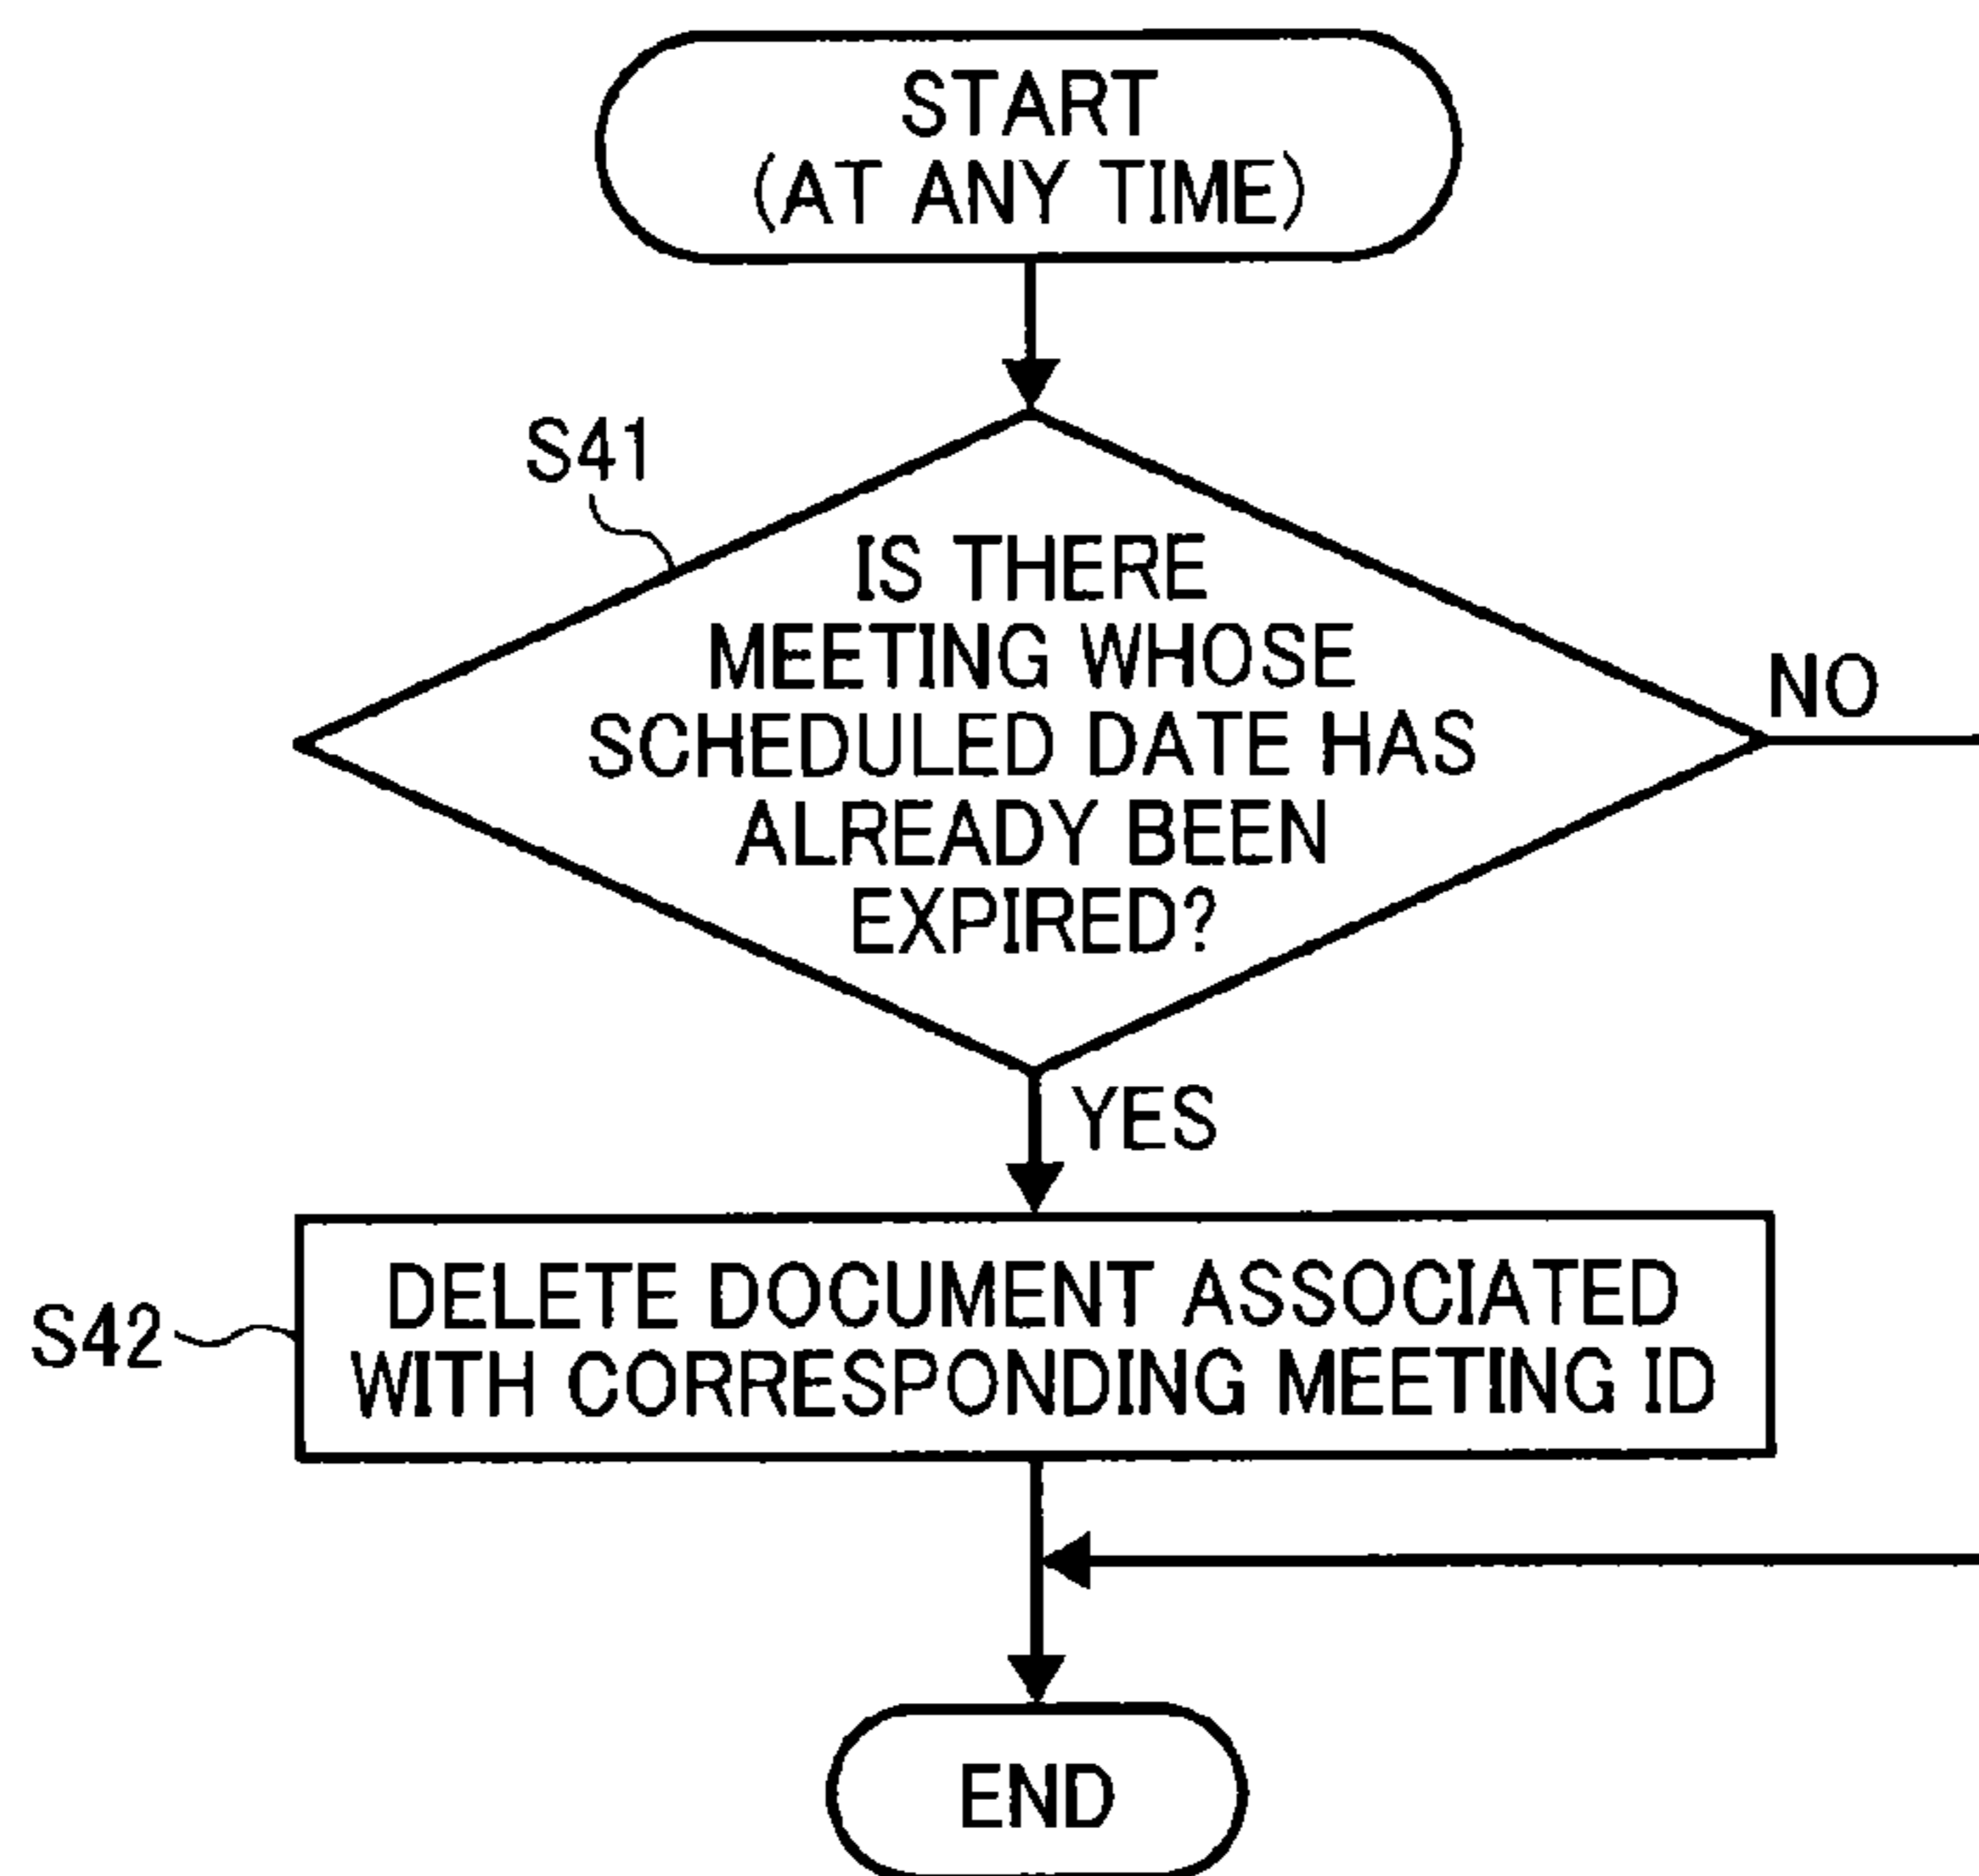 START
(AT ANY TIME)
S41
IS THERE
MEETING WHOSE
SCHEDULED DATE HAS
ALREADY BEEN
EXPIRED?
NO
YES
S42
DELETE DOCUMENT ASSOCIATED
WITH CORRESPONDING MEETING ID
END